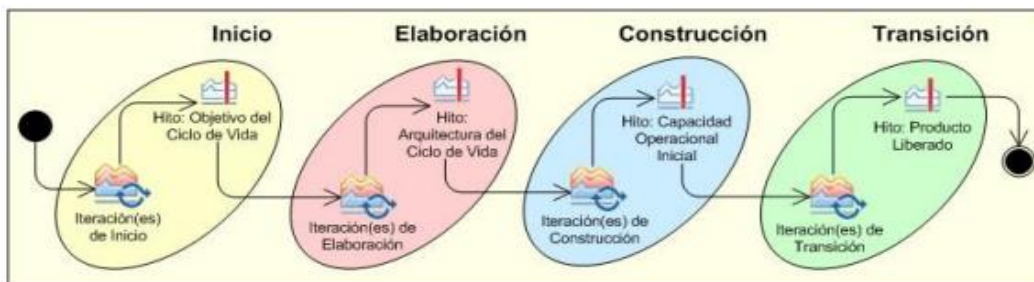 Inicio
Elaboración
Construcción
Transición
Hito: Objetivo del
Ciclo de Vida
Iteración(es)
de Inicio
Hito:
Arquitectura del
Ciclo de Vida
Iteración(es) de
Elaboración
Hito: Capacidad
Operacional
Inicial
Iteración(es) de
Construcción
Hito: Producto
Liberado
Iteración(es) de
Transición